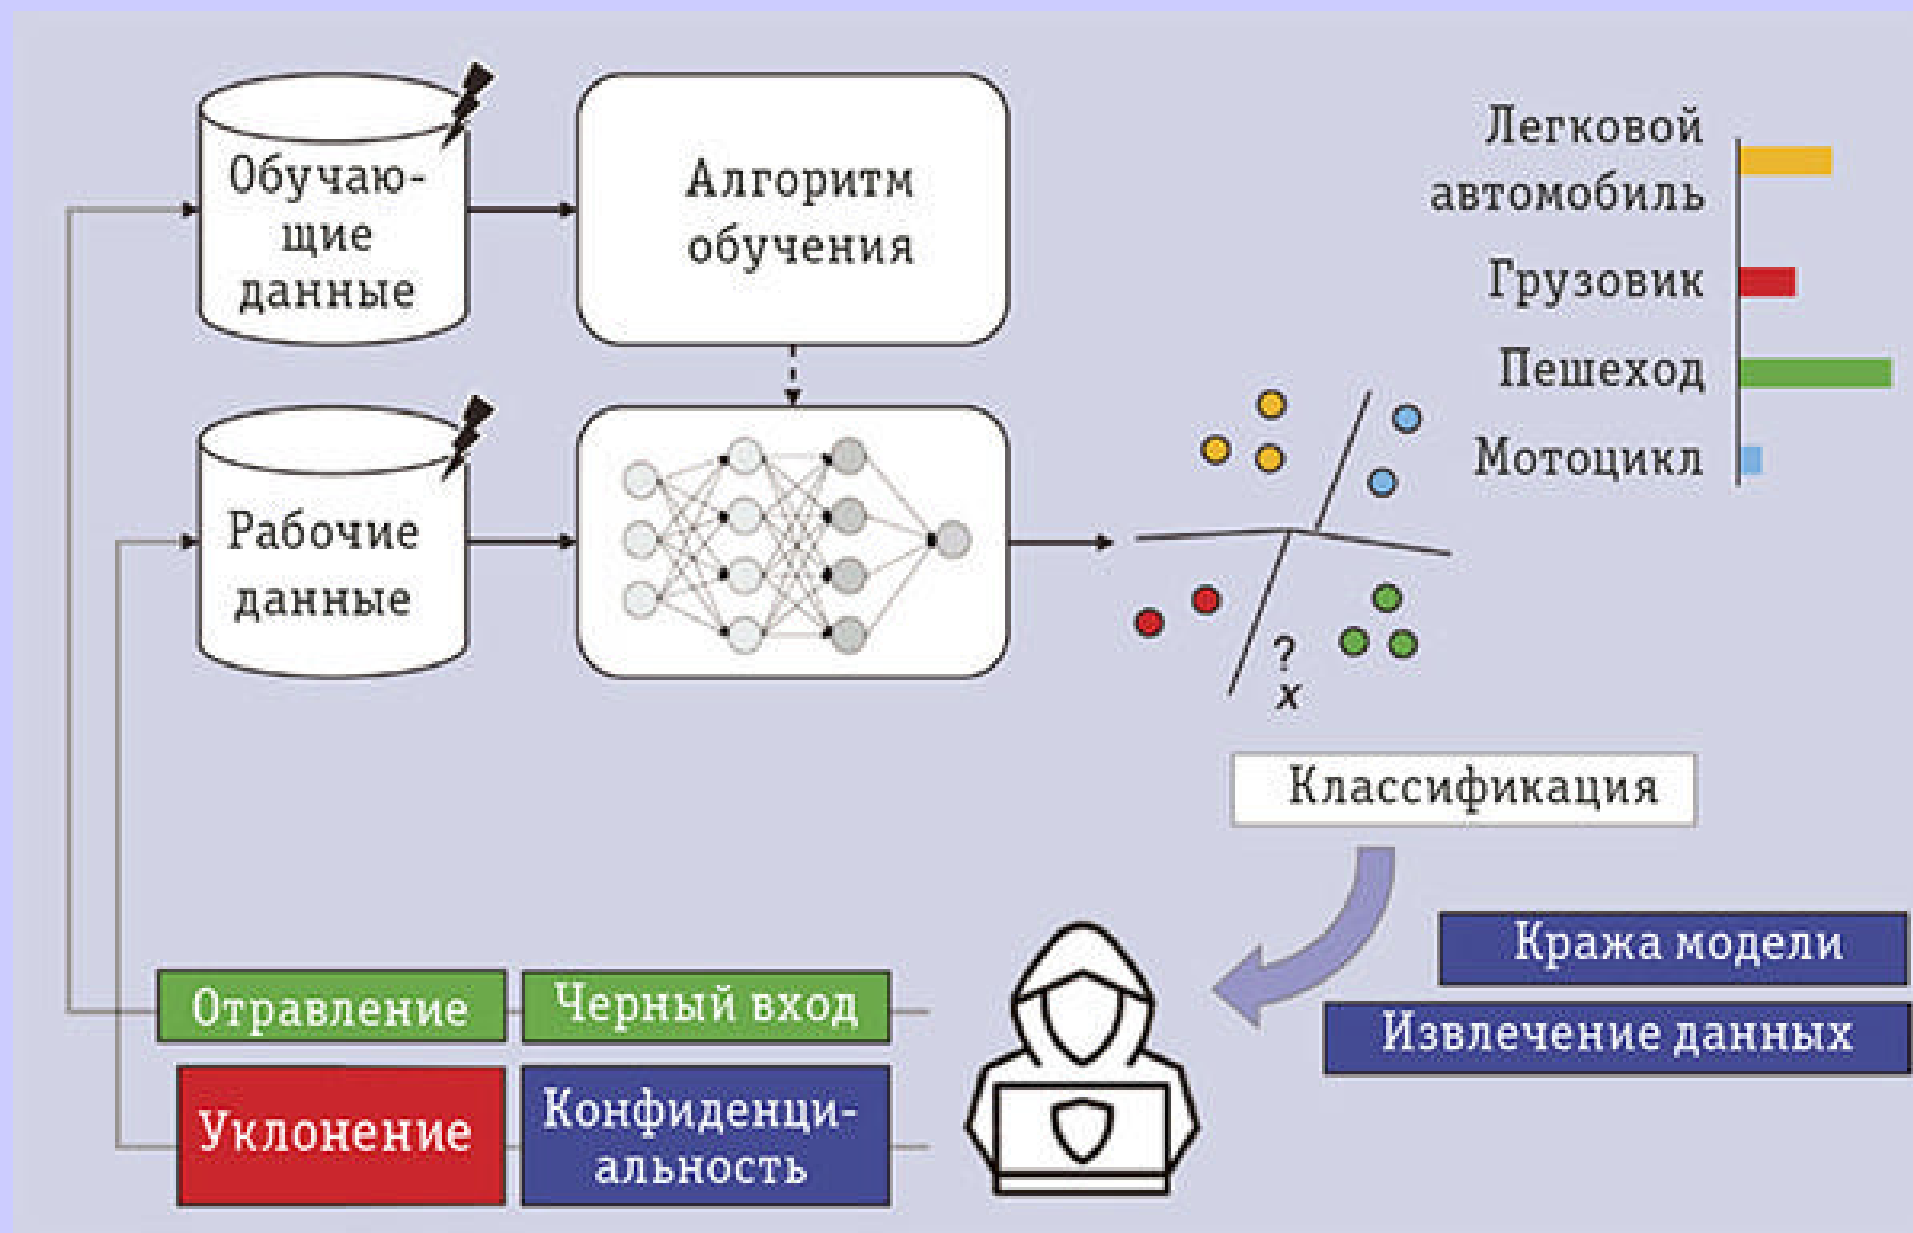 Обучаю-
щие
данные
Алгоритм
обучения
Легковой
автомобиль
Грузовик
Пешеход
Мотоцикл
Рабочие
данные
?
x
Классификация
Кража модели
Извлечение данных
Отравление
Черный вход
Уклонение
Конфиденци-
альность